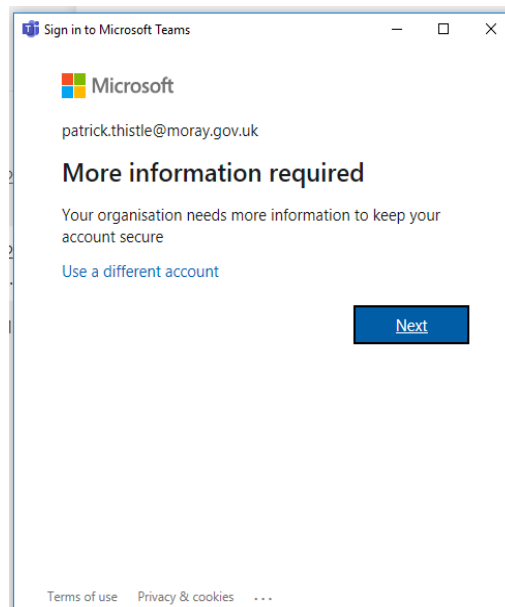 Sign in to Microsoft Teams
Microsoft
patrick.thistle@moray.gov.uk
More information required
Your organisation needs more information to keep your
account secure
Use a different account
Next
Terms of use Privacy & cookies ...